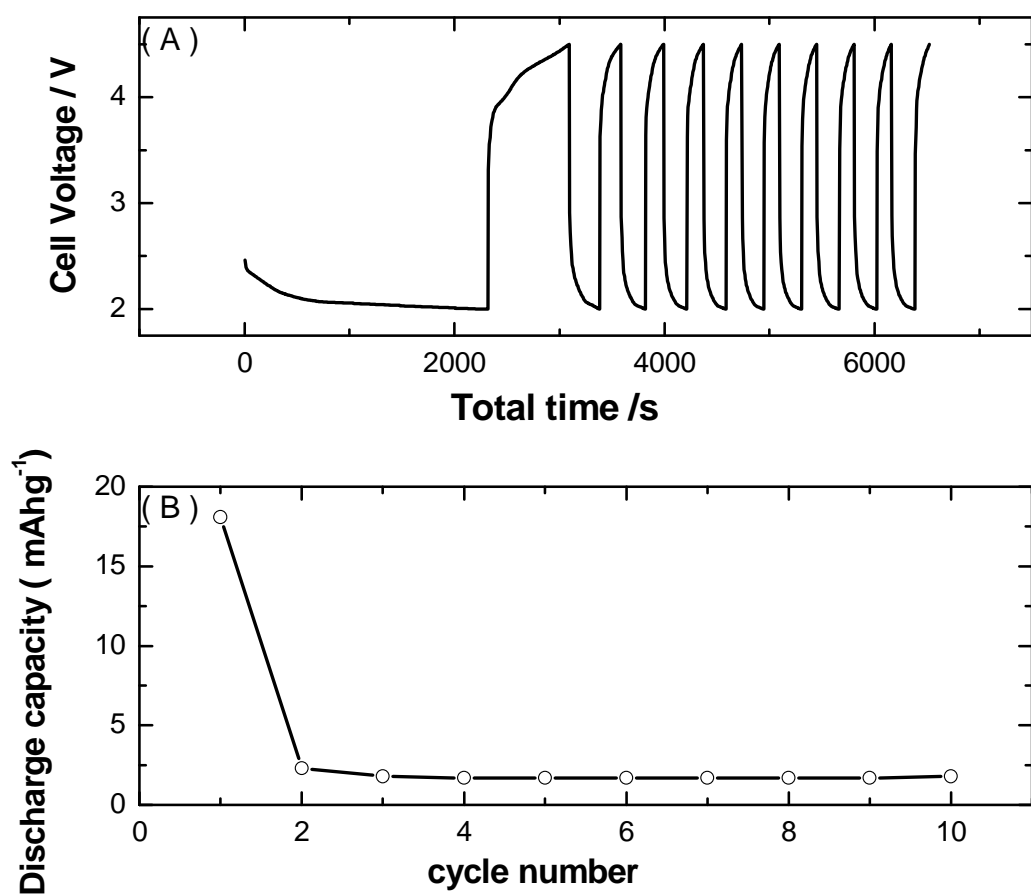 ( A )
Cell Voltage / V
4
3
2
0 2000 4000 6000
Total time /s
( B )
Discharge capacity ( mAhg⁻¹)
20
15
10
5
0
0 2 4 6 8 10
cycle number